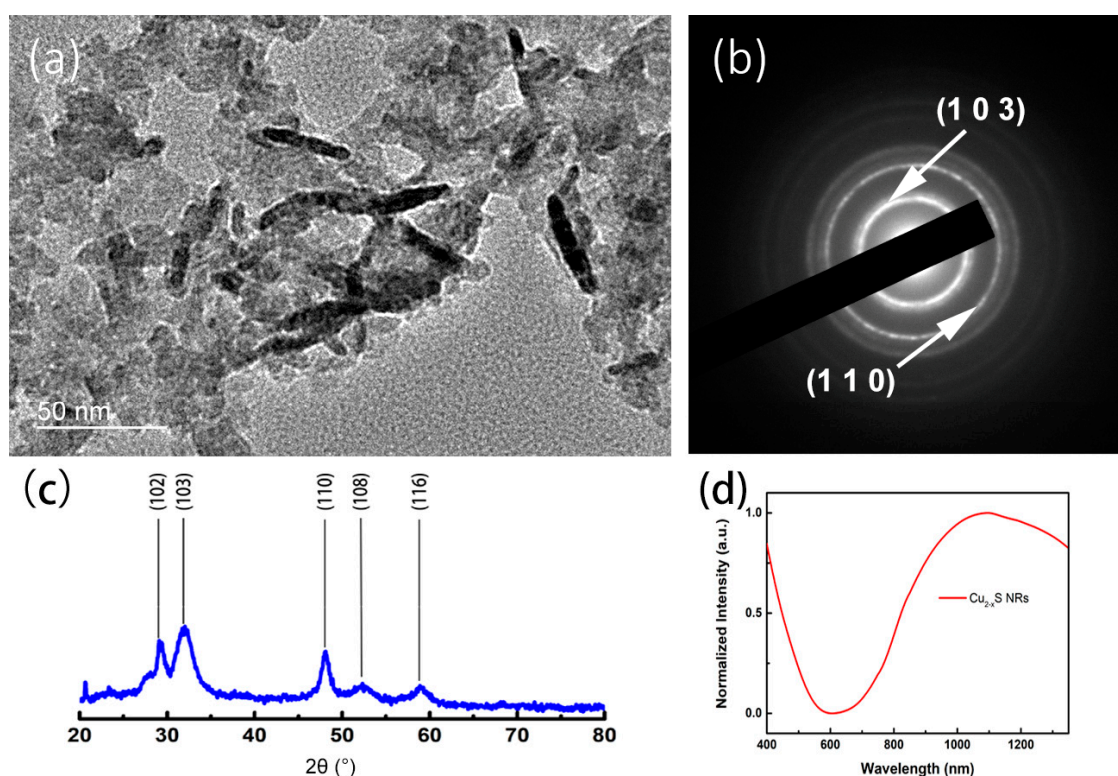 (a)
50 nm
(b)
(1 0 3)
(1 1 0)
(c)
(102)
(103)
(110)
(108)
(116)
20 30 40 50 60 70 80
2θ (°)
(d)
Normalized Intensity (a.u.)
1.0
0.5
0.0
Cu2-xS NRs
400 600 800 1000 1200
Wavelength (nm)